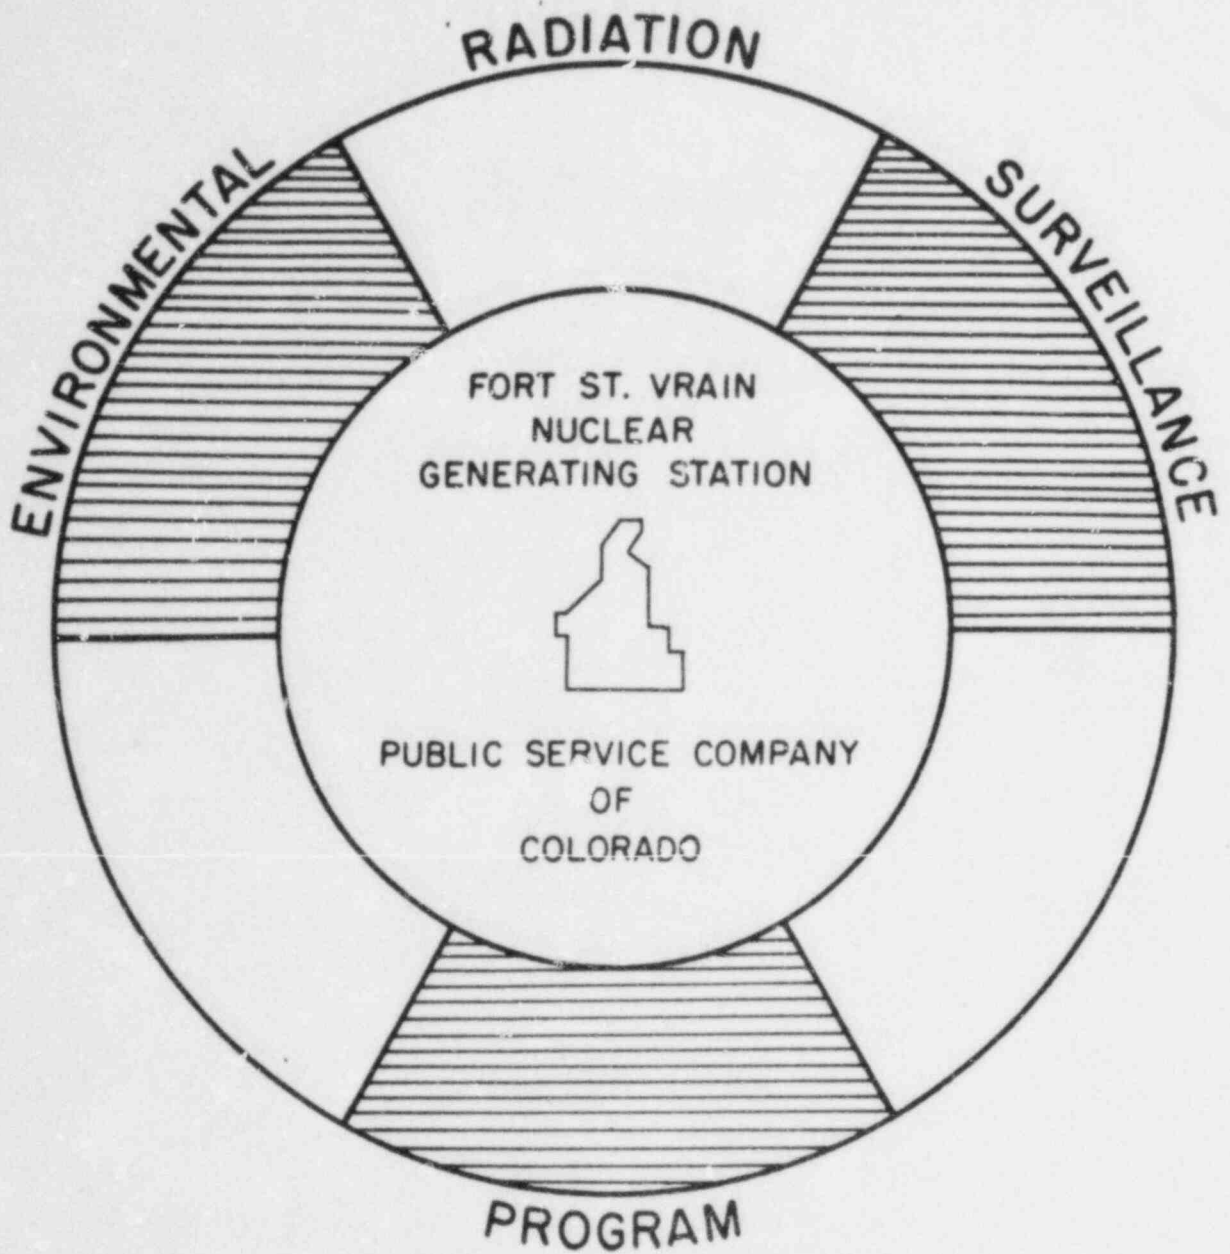 ENVIRONMENTAL
RADIATION
SURVEILLANCE
PROGRAM
FORT ST. VRAIN
NUCLEAR
GENERATING STATION
PUBLIC SERVICE COMPANY
OF
COLORADO